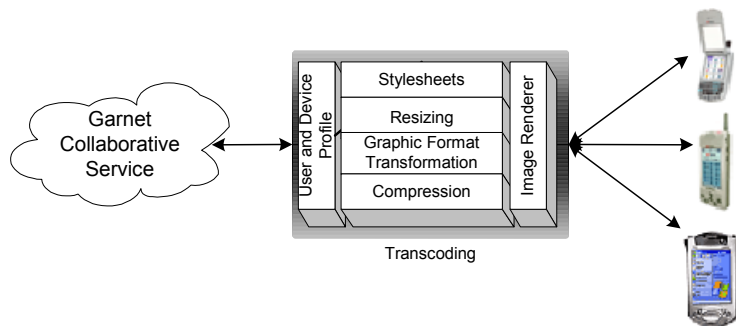 Garnet
Collaborative
Service
User and Device
Profile
Stylesheets
Resizing
Graphic Format
Transformation
Compression
Image Renderer
Transcoding